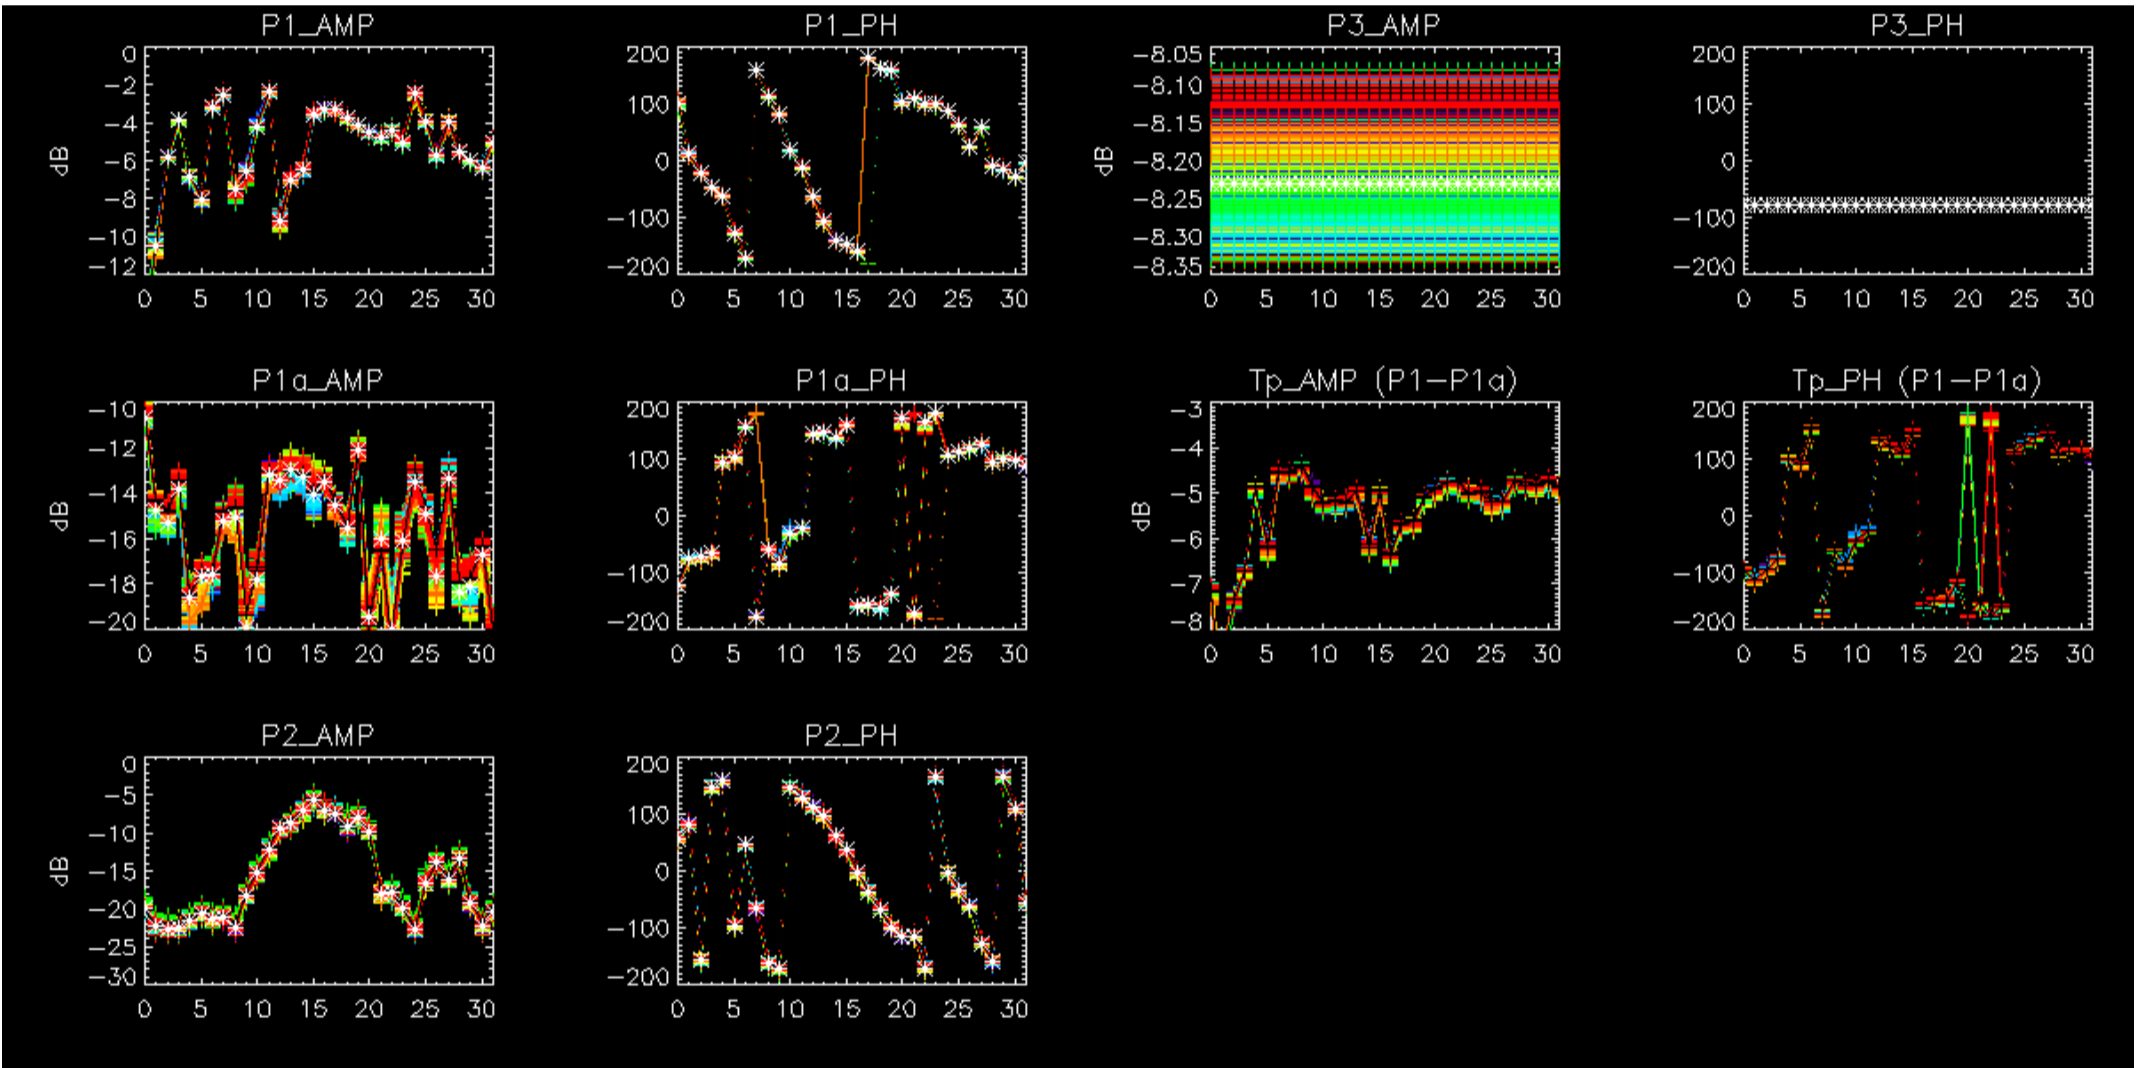 P1_AMP
0
−2
−4
−6
−8
−10
−12
dB
0 5 10 15 20 25 30
P1_PH
200
100
0
−100
−200
0 5 10 15 20 25 30
P3_AMP
−8.05
−8.10
−8.15
−8.20
−8.25
−8.30
−8.35
dB
0 5 10 15 20 25 30
P3_PH
200
100
0
−100
−200
0 5 10 15 20 25 30
P1a_AMP
−10
−12
−14
−16
−18
−20
dB
0 5 10 15 20 25 30
P1a_PH
200
100
0
−100
−200
0 5 10 15 20 25 30
Tp_AMP (P1−P1a)
−3
−4
−5
−6
−7
−8
dB
0 5 10 15 20 25 30
Tp_PH (P1−P1a)
200
100
0
−100
−200
0 5 10 15 20 25 30
P2_AMP
0
−5
−10
−15
−20
−25
−30
dB
0 5 10 15 20 25 30
P2_PH
200
100
0
−100
−200
0 5 10 15 20 25 30